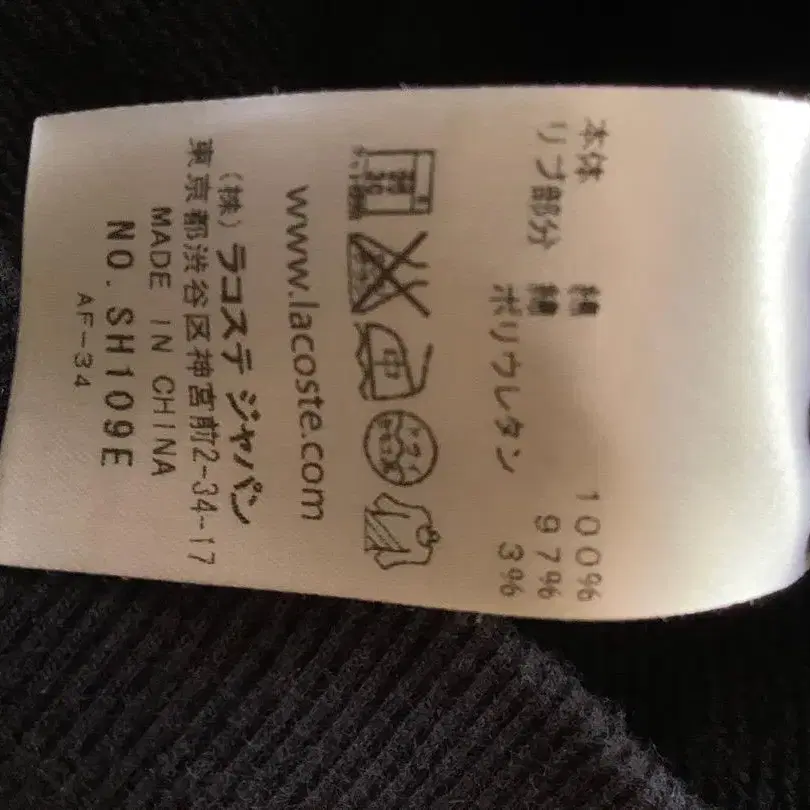 本体 綿 100%
リブ部分 綿 97%
ポリウレタン 3%
中
www.lacoste.com
(株) ラコステ ジャパン
東京都渋谷区神宮前2-34-17
MADE IN CHINA
NO. SH109E
AF-34